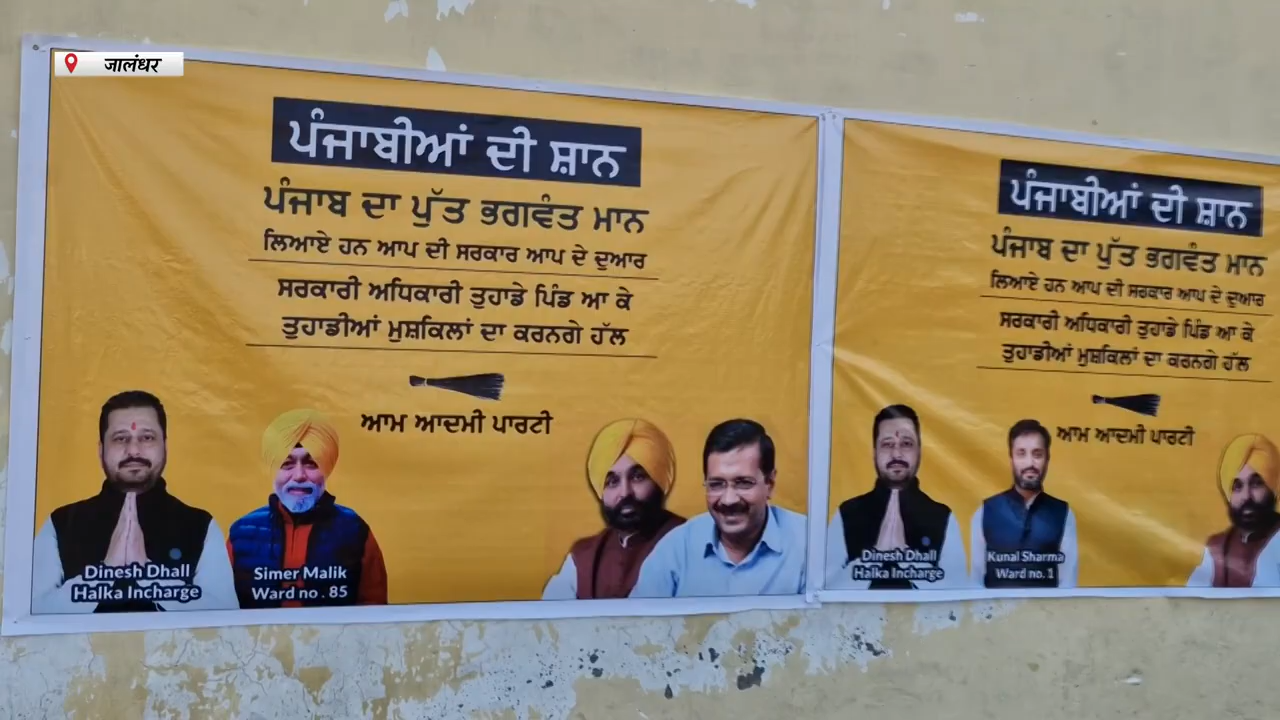 जालंधर
ਪੰਜਾਬੀਆਂ ਦੀ ਸ਼ਾਨ
ਪੰਜਾਬ ਦਾ ਪੁੱਤ ਭਗਵੰਤ ਮਾਨ
ਲਿਆਏ ਹਨ ਆਪ ਦੀ ਸਰਕਾਰ ਆਪ ਦੇ ਦੁਆਰ
ਸਰਕਾਰੀ ਅਧਿਕਾਰੀ ਤੁਹਾਡੇ ਪਿੰਡ ਆ ਕੇ
ਤੁਹਾਡੀਆਂ ਮੁਸ਼ਕਿਲਾਂ ਦਾ ਕਰਨਗੇ ਹੱਲ
ਆਮ ਆਦਮੀ ਪਾਰਟੀ
Dinesh Dhall
Halka Incharge
Simer Malik
Ward no . 85
ਪੰਜਾਬੀਆਂ ਦੀ ਸ਼ਾਨ
ਪੰਜਾਬ ਦਾ ਪੁੱਤ ਭਗਵੰਤ ਮਾਨ
ਲਿਆਏ ਹਨ ਆਪ ਦੀ ਸਰਕਾਰ ਆਪ ਦੇ ਦੁਆਰ
ਸਰਕਾਰੀ ਅਧਿਕਾਰੀ ਤੁਹਾਡੇ ਪਿੰਡ ਆ ਕੇ
ਤੁਹਾਡੀਆਂ ਮੁਸ਼ਕਿਲਾਂ ਦਾ ਕਰਨਗੇ ਹੱਲ
ਆਮ ਆਦਮੀ ਪਾਰਟੀ
Dinesh Dhall
Halka Incharge
Kunal Sharma
Ward no. 1